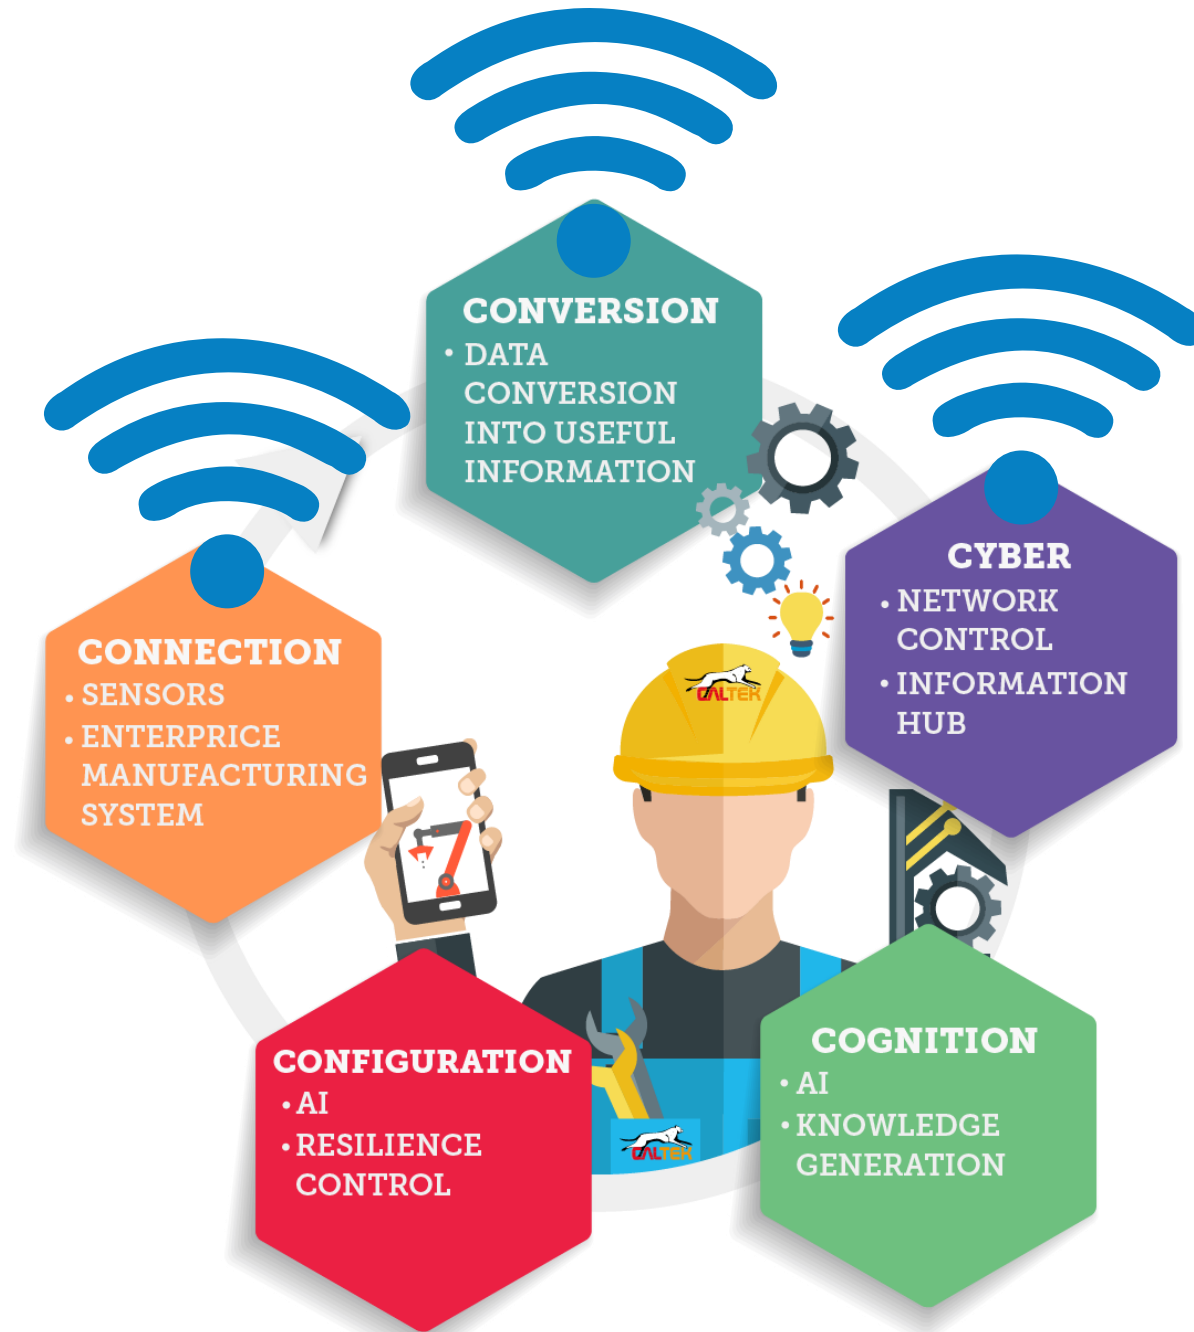 CONVERSION
• DATA
CONVERSION
INTO USEFUL
INFORMATION
CYBER
• NETWORK
CONTROL
• INFORMATION
HUB
CONNECTION
• SENSORS
• ENTERPRICE
MANUFACTURING
SYSTEM
CALTEK
CONFIGURATION
• AI
• RESILIENCE
CONTROL
CALTEK
COGNITION
• AI
• KNOWLEDGE
GENERATION